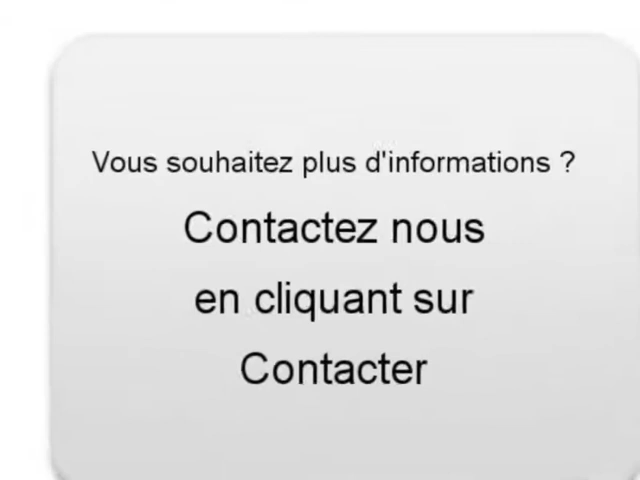 Vous souhaitez plus d'informations ?
Contactez nous
en cliquant sur
Contacter